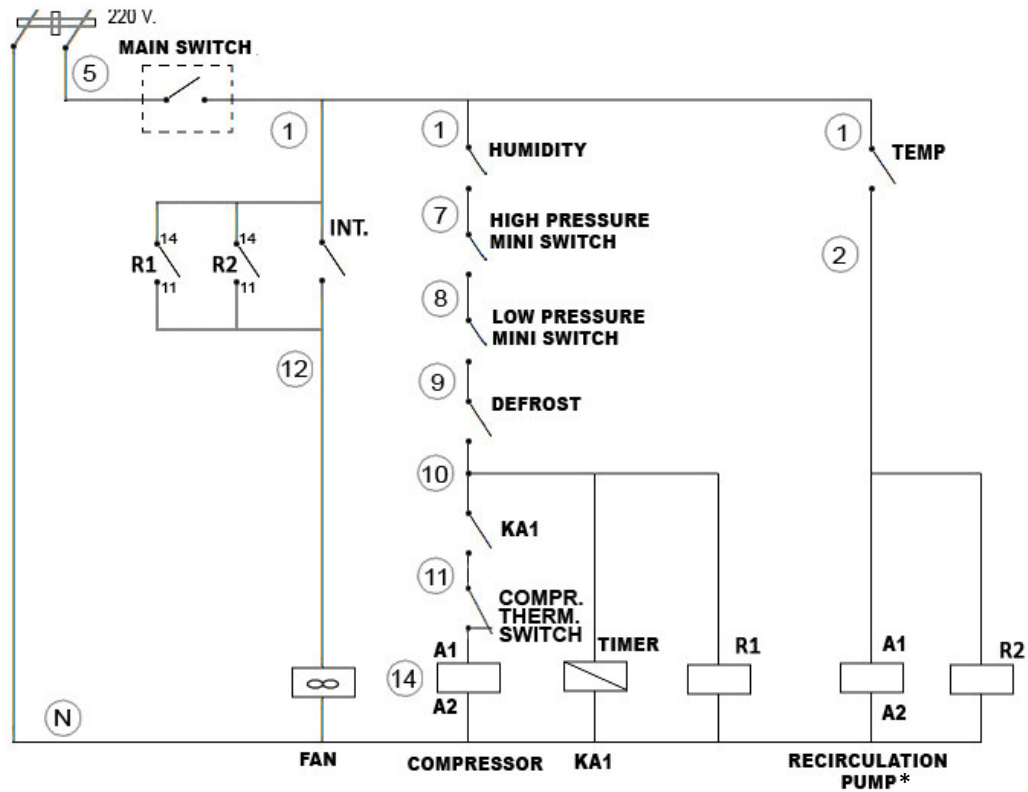 220 V.
MAIN SWITCH
5
1
1
HUMIDITY
1
TEMP
7
HIGH PRESSURE
MINI SWITCH
INT.
14
14
R1
R2
11
11
2
8
LOW PRESSURE
MINI SWITCH
12
9
DEFROST
10
KA1
11
COMPR.
THERM.
SWITCH
TIMER
R1
A1
A1
R2
14
A2
A2
N
FAN
COMPRESSOR
KA1
RECIRCULATION
PUMP*